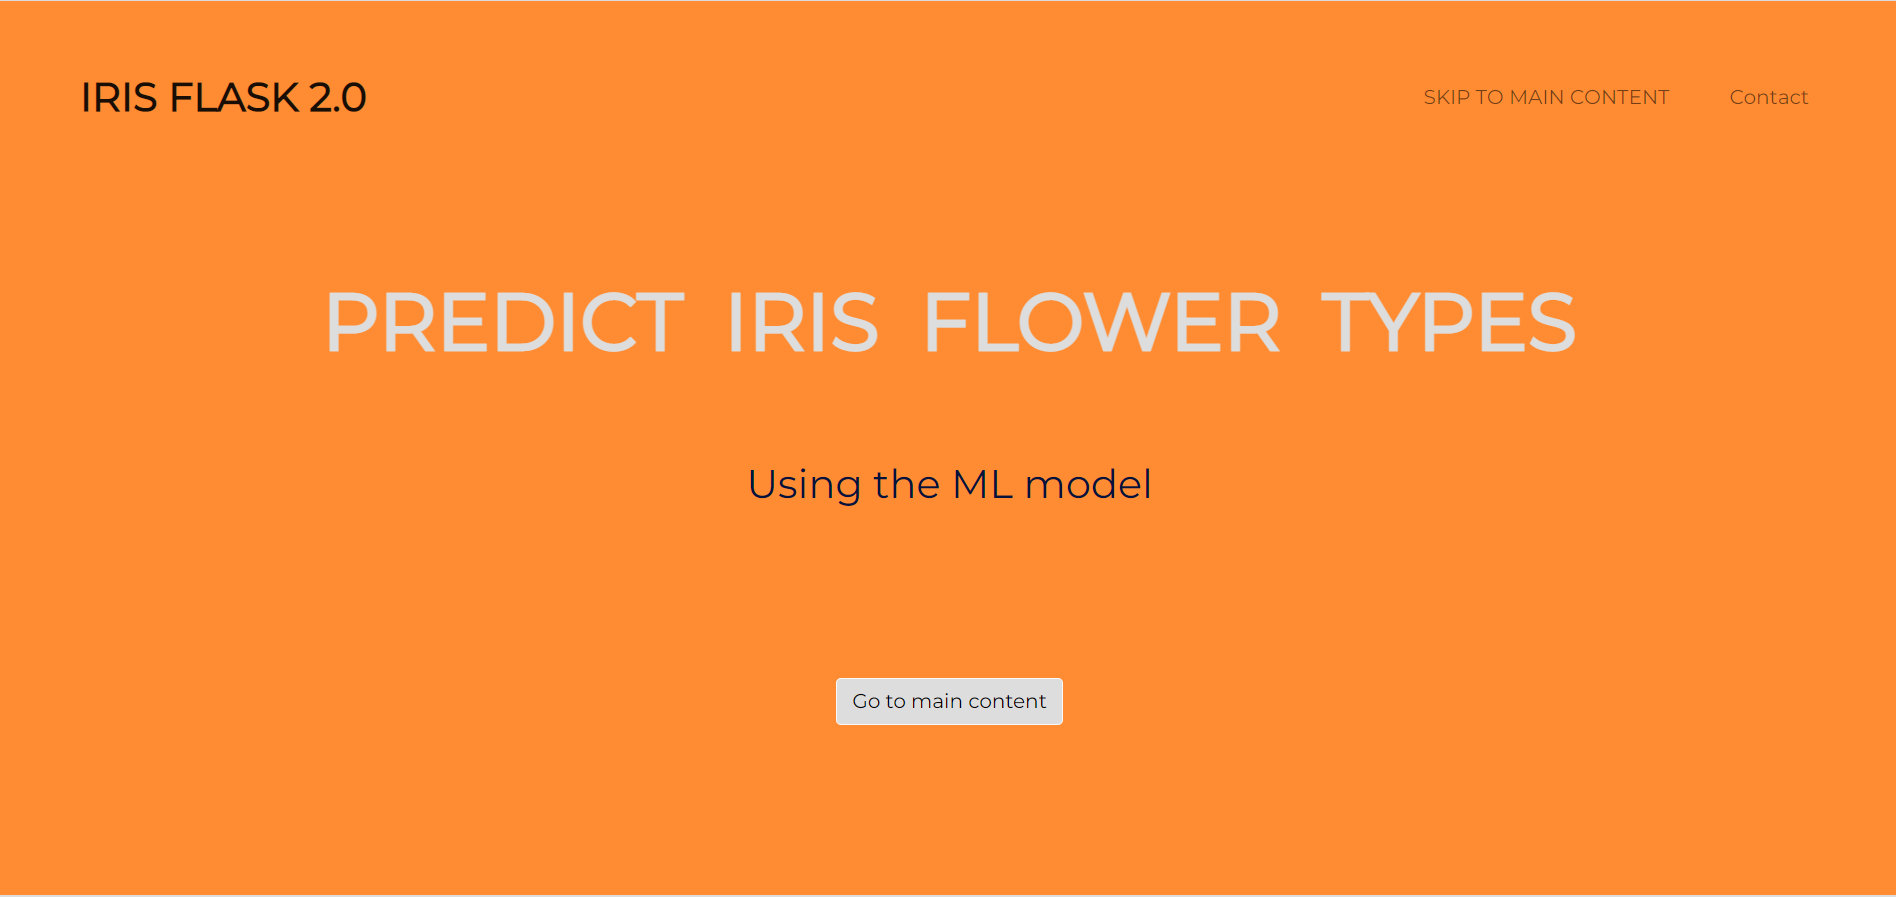 IRIS FLASK 2.0
SKIP TO MAIN CONTENT
Contact
PREDICT IRIS FLOWER TYPES
Using the ML model
Go to main content